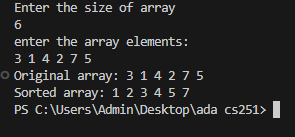 Enter the size of array
6
enter the array elements:
3 1 4 2 7 5
Original array: 3 1 4 2 7 5
Sorted array: 1 2 3 4 5 7
PS C:\Users\Admin\Desktop\ada cs251>